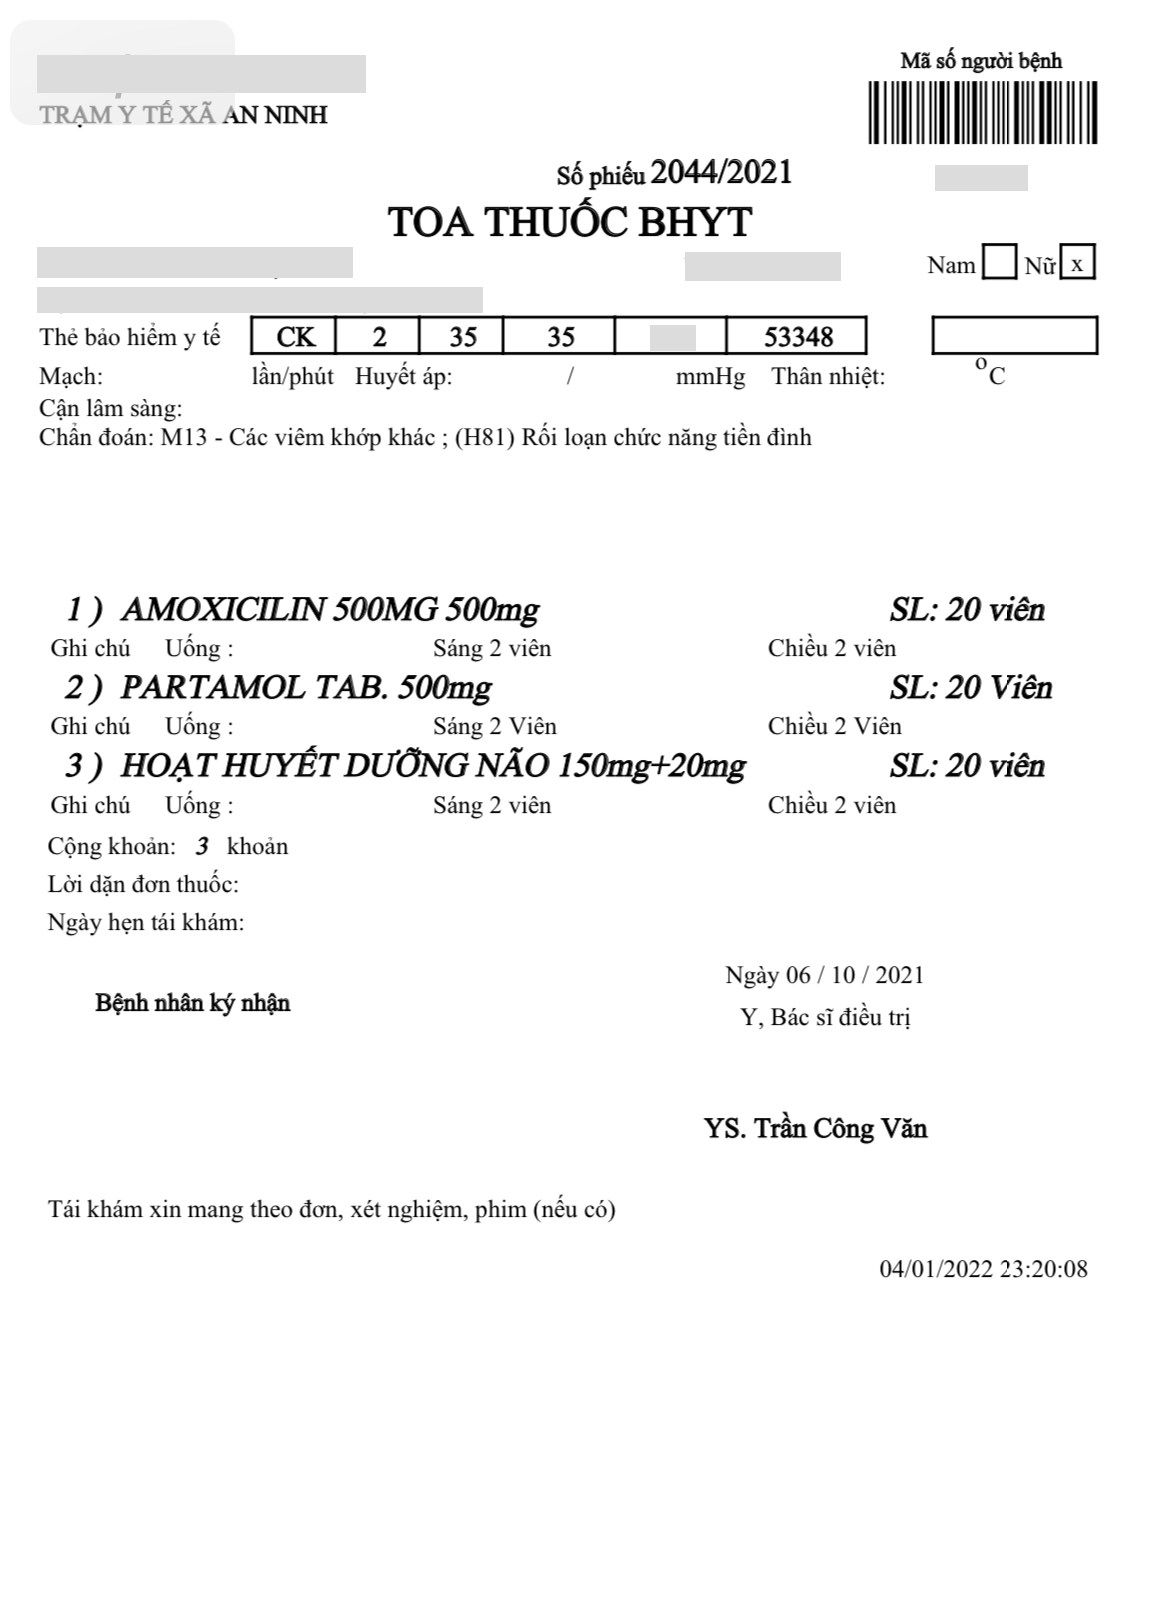 Mã số người bệnh
TRẠM Y TẾ XÃ AN NINH
Số phiếu 2044/2021
TOA THUỐC BHYT
Nam Nữ x
Thẻ bảo hiểm y tế CK 2 35 35 53348
Mạch: lần/phút Huyết áp: / mmHg Thân nhiệt: °C
Cận lâm sàng:
Chẩn đoán: M13 - Các viêm khớp khác ; (H81) Rối loạn chức năng tiền đình
1 ) AMOXICILIN 500MG 500mg SL: 20 viên
Ghi chú Uống : Sáng 2 viên Chiều 2 viên
2 ) PARTAMOL TAB. 500mg SL: 20 Viên
Ghi chú Uống : Sáng 2 Viên Chiều 2 Viên
3 ) HOẠT HUYẾT DƯỠNG NÃO 150mg+20mg SL: 20 viên
Ghi chú Uống : Sáng 2 viên Chiều 2 viên
Cộng khoản: 3 khoản
Lời dặn đơn thuốc:
Ngày hẹn tái khám:
Ngày 06 / 10 / 2021
Bệnh nhân ký nhận
Y, Bác sĩ điều trị
YS. Trần Công Văn
Tái khám xin mang theo đơn, xét nghiệm, phim (nếu có)
04/01/2022 23:20:08